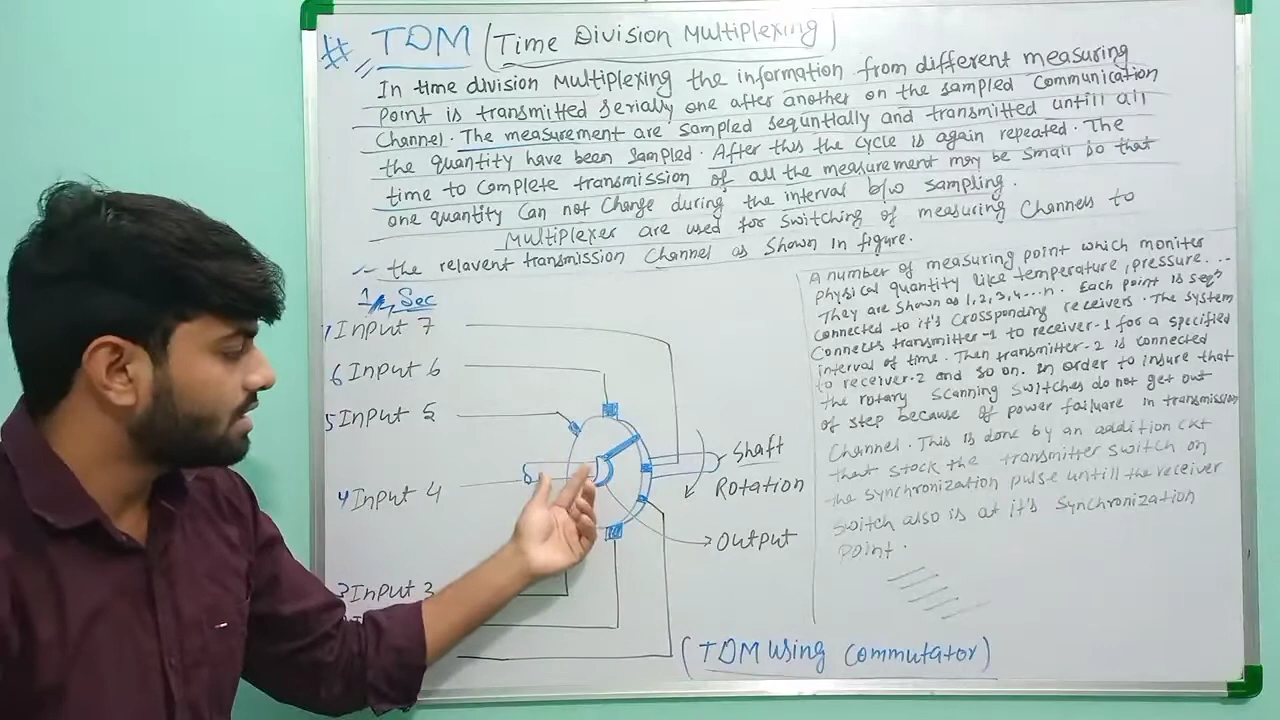 # TDM (Time Division Multiplexing)
In time division Multiplexing the information from different measuring
Point is transmitted serially one after another on the sampled communication
Channel. The measurement are sampled sequntially and transmitted untill all
the quantity have been sampled. After this the cycle is again repeated. The
time to complete transmission of all the measurement may be small so that
one quantity can not change during the interval b/w sampling.
Multiplexer are used for switching of measuring Channels to
the relavent transmission Channel as shown in figure.
1 Sec
7 Input 7
6 Input 6
5 Input 5
4 Input 4
3 Input 3
Shaft
Rotation
Output
(TDM using commutator)
A number of measuring point which moniter
physical quantity like temperature, pressure...
They are shown as 1,2,3,4....n. Each point is seqⁿ
connected to it's crossponding receivers. The system
Connects transmitter-1 to receiver-1 for a specified
interval of time. Then transmitter-2 is connected
to receiver-2 and so on. in order to insure that
the rotary scanning switches do not get out
of step because of power failuare in transmission
Channel. This is done by an addition ckt
that stock the transmitter switch on
the synchronization pulse untill the receiver
switch also is at it's synchronization
point.